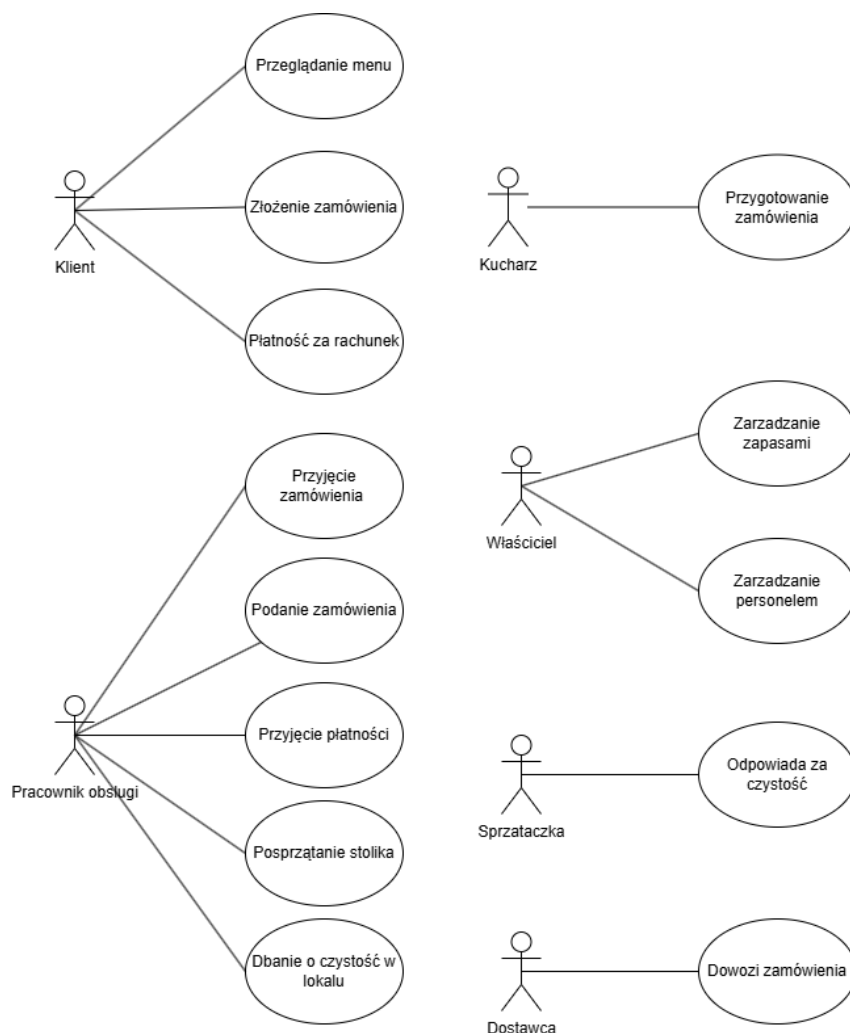 Przeglądanie menu
Złożenie zamówienia
Klient
Płatność za rachunek
Przyjęcie
zamówienia
Podanie zamówienia
Przyjęcie płatności
Pracownik obslugi
Posprzątanie stolika
Dbanie o czystość w
lokalu
Przygotowanie
zamówienia
Kucharz
Zarzadzanie
zapasami
Właściciel
Zarzadzanie
personelem
Odpowiada za
czystość
Sprzataczka
Dowozi zamówienia
Dostawca